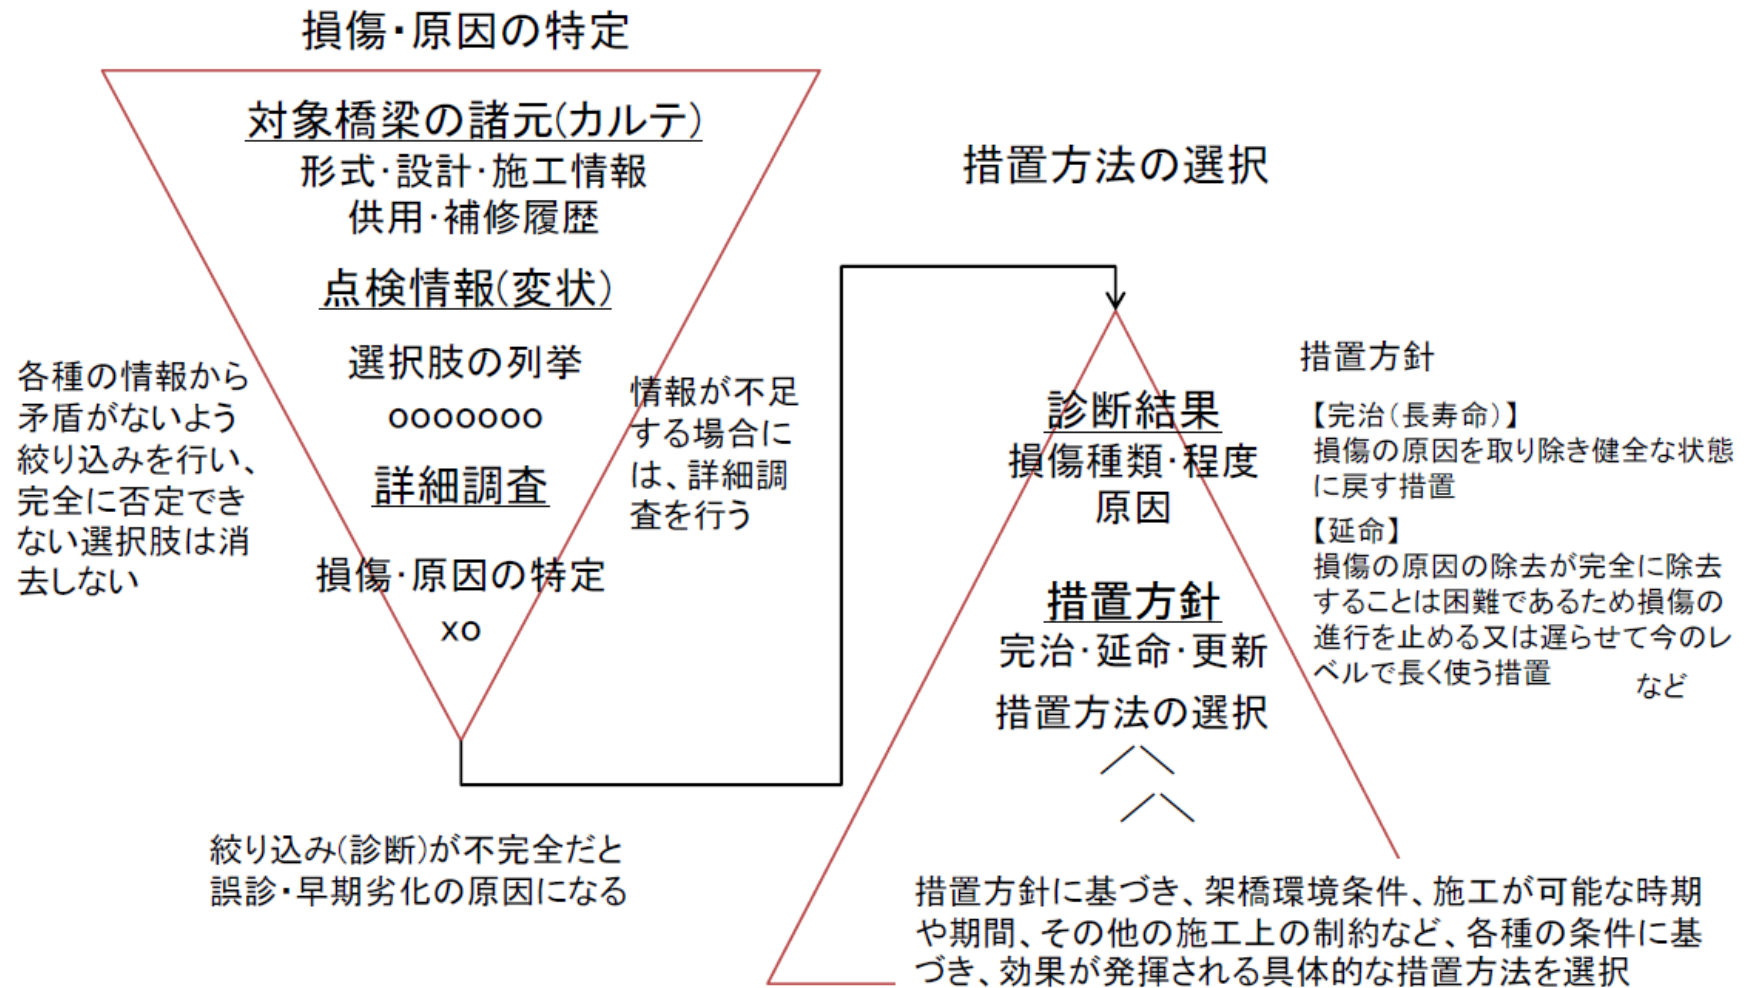 損傷・原因の特定
対象橋梁の諸元(カルテ)
形式・設計・施工情報
供用・補修履歴
点検情報(変状)
選択肢の列挙
ooooooo
詳細調査
損傷・原因の特定
xo
各種の情報から
矛盾がないよう
絞り込みを行い、
完全に否定でき
ない選択肢は消
去しない
情報が不足
する場合に
は、詳細調
査を行う
絞り込み(診断)が不完全だと
誤診・早期劣化の原因になる
措置方法の選択
診断結果
損傷種類・程度
原因
措置方針
完治・延命・更新
措置方法の選択
措置方針
【完治(長寿命)】
損傷の原因を取り除き健全な状態
に戻す措置
【延命】
損傷の原因の除去が完全に除去
することは困難であるため損傷の
進行を止める又は遅らせて今のレ
ベルで長く使う措置
など
措置方針に基づき、架橋環境条件、施工が可能な時期
や期間、その他の施工上の制約など、各種の条件に基
づき、効果が発揮される具体的な措置方法を選択